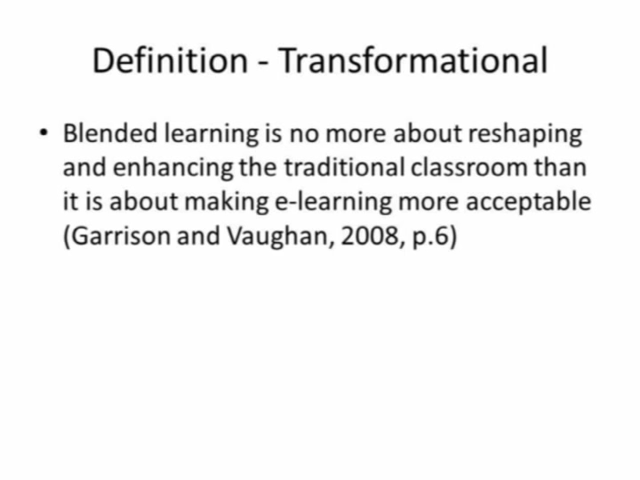 Definition - Transformational
• Blended learning is no more about reshaping
and enhancing the traditional classroom than
it is about making e-learning more acceptable
(Garrison and Vaughan, 2008, p.6)